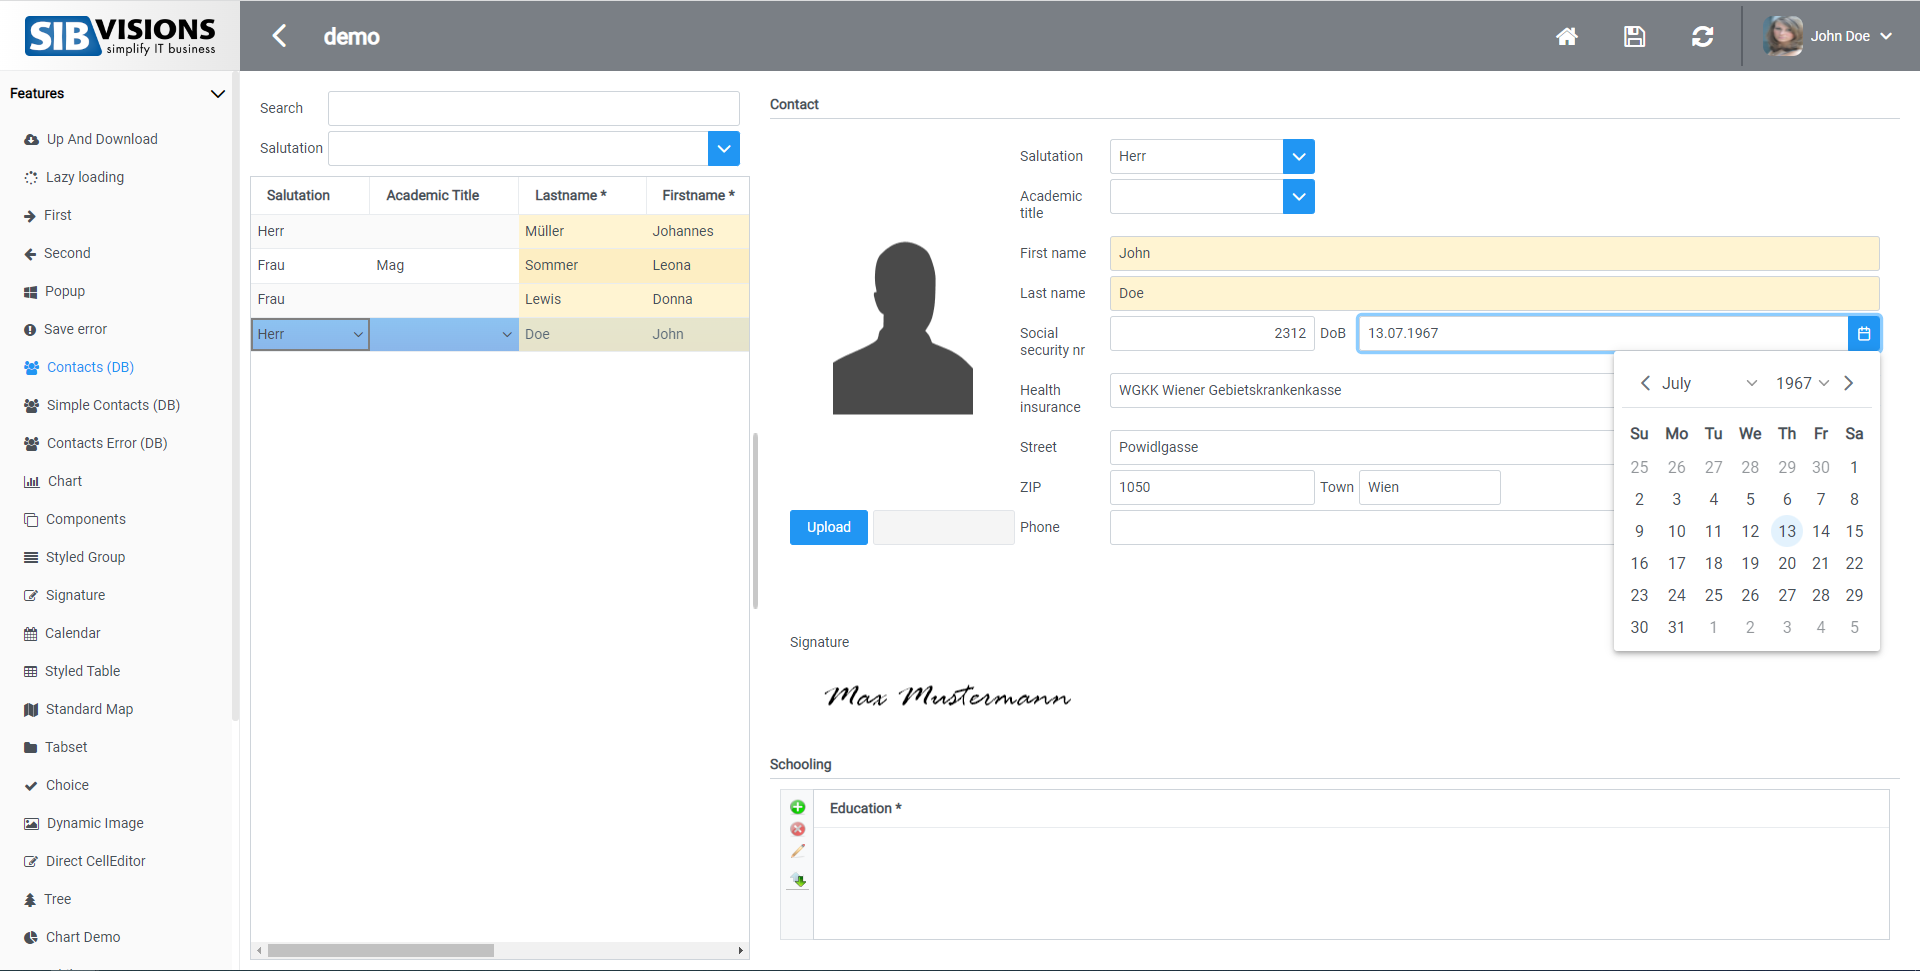 SIB VISIONS
simplify IT business
demo
John Doe
Features
Up And Download
Lazy loading
First
Second
Popup
Save error
Contacts (DB)
Simple Contacts (DB)
Contacts Error (DB)
Chart
Components
Styled Group
Signature
Calendar
Styled Table
Standard Map
Tabset
Choice
Dynamic Image
Direct CellEditor
Tree
Chart Demo
Search
Salutation
Salutation Academic Title Lastname * Firstname *
Herr Müller Johannes
Frau Mag Sommer Leona
Frau Lewis Donna
Herr Doe John
Contact
Salutation Herr
Academic
title
First name John
Last name Doe
Social
security nr 2312 DoB 13.07.1967
Health
insurance WGKK Wiener Gebietskrankenkasse
Street Powidlgasse
ZIP 1050 Town Wien
Upload Phone
July 1967
Su Mo Tu We Th Fr Sa
25 26 27 28 29 30 1
2 3 4 5 6 7 8
9 10 11 12 13 14 15
16 17 18 19 20 21 22
23 24 25 26 27 28 29
30 31 1 2 3 4 5
Signature
Max Mustermann
Schooling
Education *